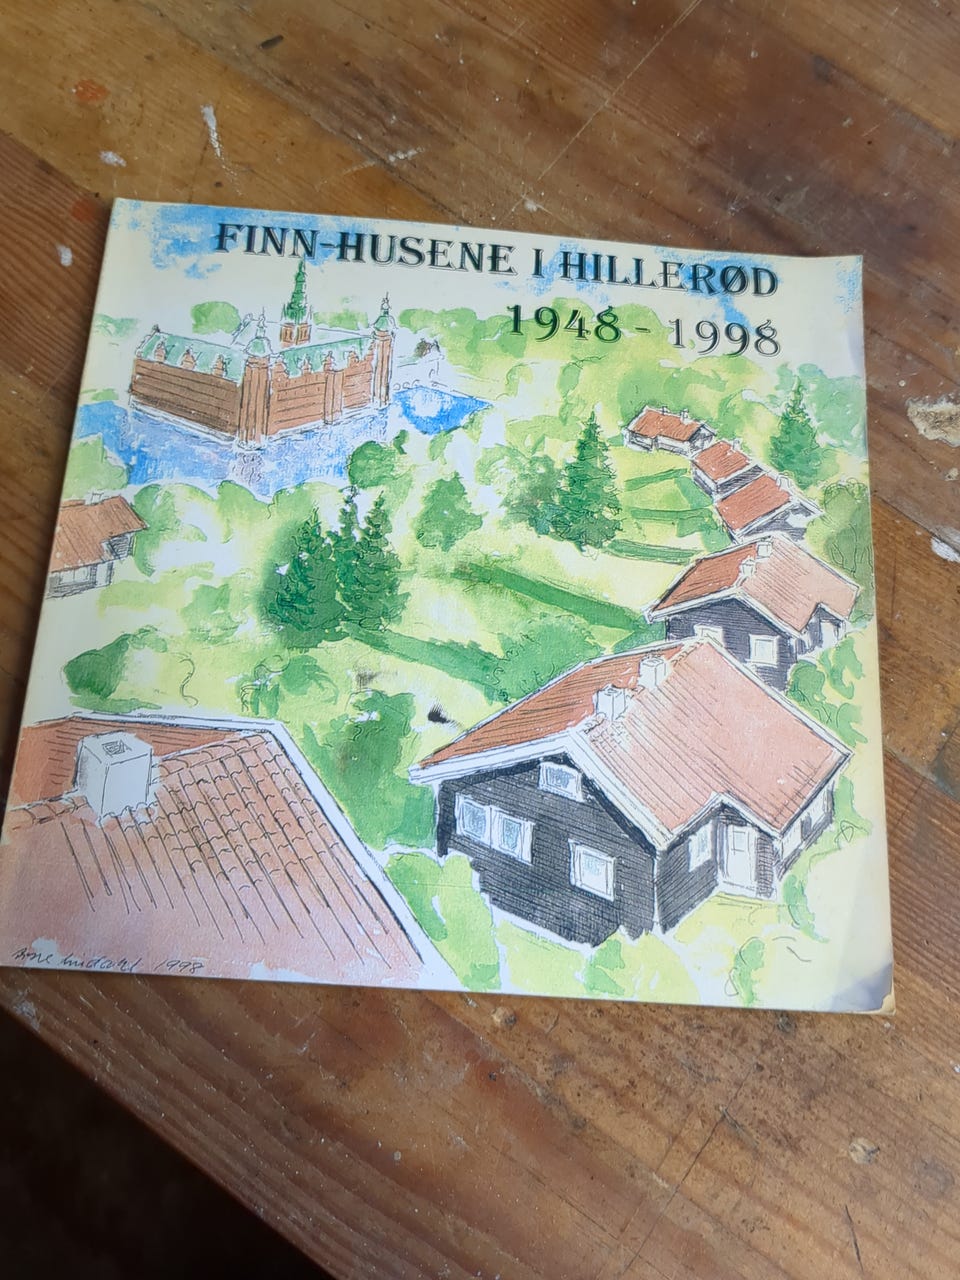 FINN-HUSENE I HILLERØD
1948 - 1998
1998